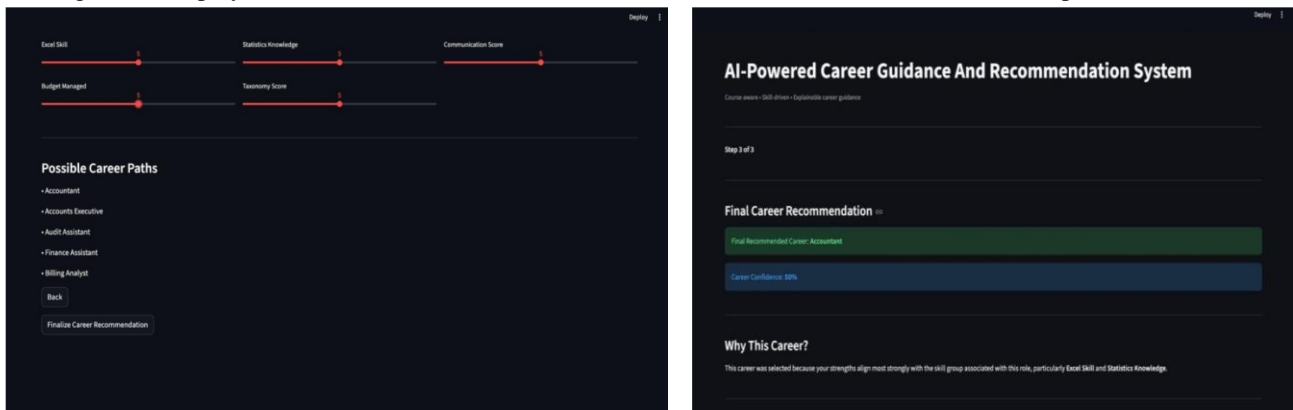 Deploy
Excel Skill
Statistics Knowledge
Communication Score
5
5
5
Budget Managed
Taxonomy Score
5
5
Possible Career Paths
• Accountant
• Accounts Executive
• Audit Assistant
• Finance Assistant
• Billing Analyst
Back
Finalize Career Recommendation
Deploy
AI-Powered Career Guidance And Recommendation System
Course aware • Skill-driven • Explainable career guidance
Step 3 of 3
Final Career Recommendation
Final Recommended Career: Accountant
Career Confidence: 50%
Why This Career?
This career was selected because your strengths align most strongly with the skill group associated with this role, particularly Excel Skill and Statistics Knowledge.